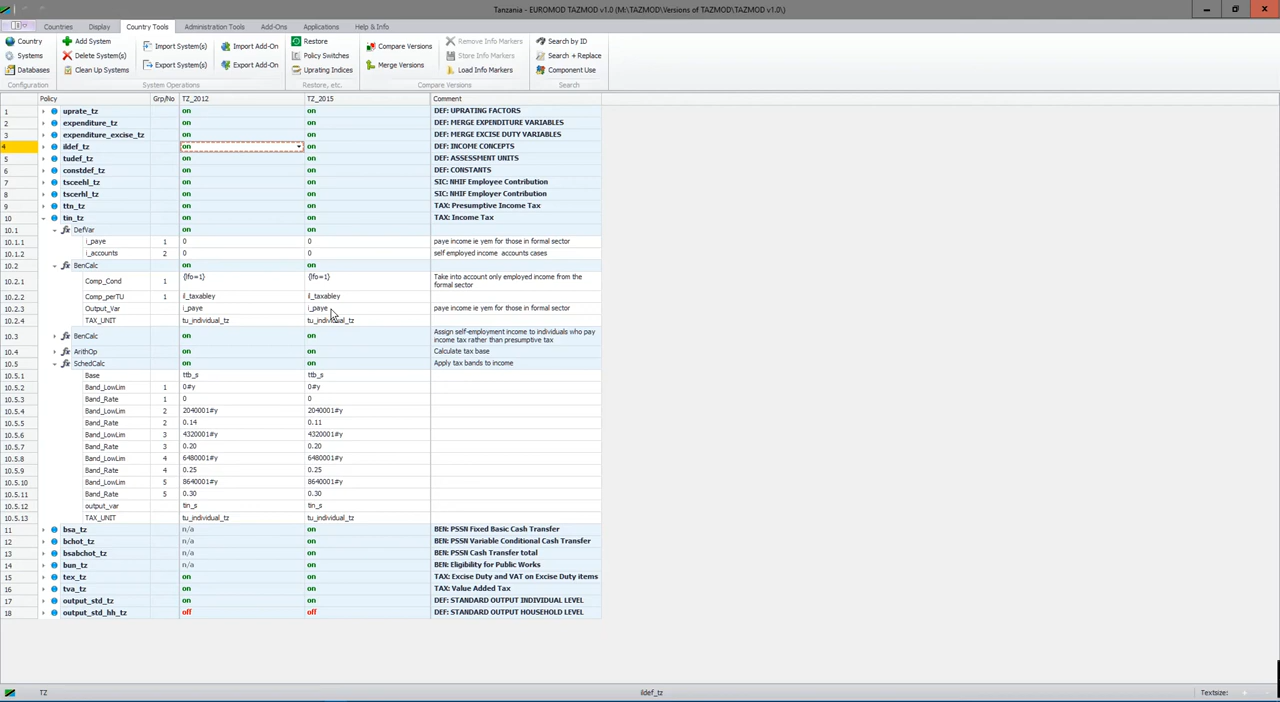 Tanzania - EUROMOD TAZMOD v1.0 (M:\TAZMOD\Versions of TAZMOD\TAZMOD v1.0\)
Countries Display Country Tools Administration Tools Add-Ons Applications Help & Info
Country Add System Import System(s) Import Add-On Restore Compare Versions Remove Info Markers Search by ID
Systems Delete System(s) Policy Switches Store Info Markers Search + Replace
Databases Clean Up Systems Export System(s) Export Add-On Uprating Indices Merge Versions Load Info Markers Component Use
Configuration System Operations Restore, etc. Compare Versions Search
Policy Grp/No TZ_2012 TZ_2015 Comment
1 uprate_tz on on DEF: UPRATING FACTORS
2 expenditure_tz on on DEF: MERGE EXPENDITURE VARIABLES
3 expenditure_excise_tz on on DEF: MERGE EXCISE DUTY VARIABLES
4 ildef_tz on on DEF: INCOME CONCEPTS
5 tudef_tz on on DEF: ASSESSMENT UNITS
6 constdef_tz on on DEF: CONSTANTS
7 tsceehl_tz on on SIC: NHIF Employee Contribution
8 tscerhl_tz on on SIC: NHIF Employer Contribution
9 ttn_tz on on TAX: Presumptive Income Tax
10 tin_tz on on TAX: Income Tax
10.1 fx DefVar on on
10.1.1 i_paye 1 0 0 paye income ie yem for those in formal sector
10.1.2 i_accounts 2 0 0 self employed income accounts cases
10.2 fx BenCalc on on
10.2.1 Comp_Cond 1 {lfo=1} {lfo=1} Take into account only employed income from the
formal sector
10.2.2 Comp_perTU 1 il_taxabley il_taxabley
10.2.3 Output_Var i_paye i_paye paye income ie yem for those in formal sector
10.2.4 TAX_UNIT tu_individual_tz tu_individual_tz
10.3 fx BenCalc on on Assign self-employment income to individuals who pay
income tax rather than presumptive tax
10.4 fx ArithOp on on Calculate tax base
10.5 fx SchedCalc on on Apply tax bands to income
10.5.1 Base ttb_s ttb_s
10.5.2 Band_LowLim 1 0#y 0#y
10.5.3 Band_Rate 1 0 0
10.5.4 Band_LowLim 2 2040001#y 2040001#y
10.5.5 Band_Rate 2 0.14 0.11
10.5.6 Band_LowLim 3 4320001#y 4320001#y
10.5.7 Band_Rate 3 0.20 0.20
10.5.8 Band_LowLim 4 6480001#y 6480001#y
10.5.9 Band_Rate 4 0.25 0.25
10.5.10 Band_LowLim 5 8640001#y 8640001#y
10.5.11 Band_Rate 5 0.30 0.30
10.5.12 output_var tin_s tin_s
10.5.13 TAX_UNIT tu_individual_tz tu_individual_tz
11 bsa_tz n/a on BEN: PSSN Fixed Basic Cash Transfer
12 bchot_tz n/a on BEN: PSSN Variable Conditional Cash Transfer
13 bsabchot_tz n/a on BEN: PSSN Cash Transfer total
14 bun_tz n/a on BEN: Eligibility for Public Works
15 tex_tz on on TAX: Excise Duty and VAT on Excise Duty items
16 tva_tz on on TAX: Value Added Tax
17 output_std_tz on on DEF: STANDARD OUTPUT INDIVIDUAL LEVEL
18 output_std_hh_tz off off DEF: STANDARD OUTPUT HOUSEHOLD LEVEL
TZ ildef_tz Textsize: + -